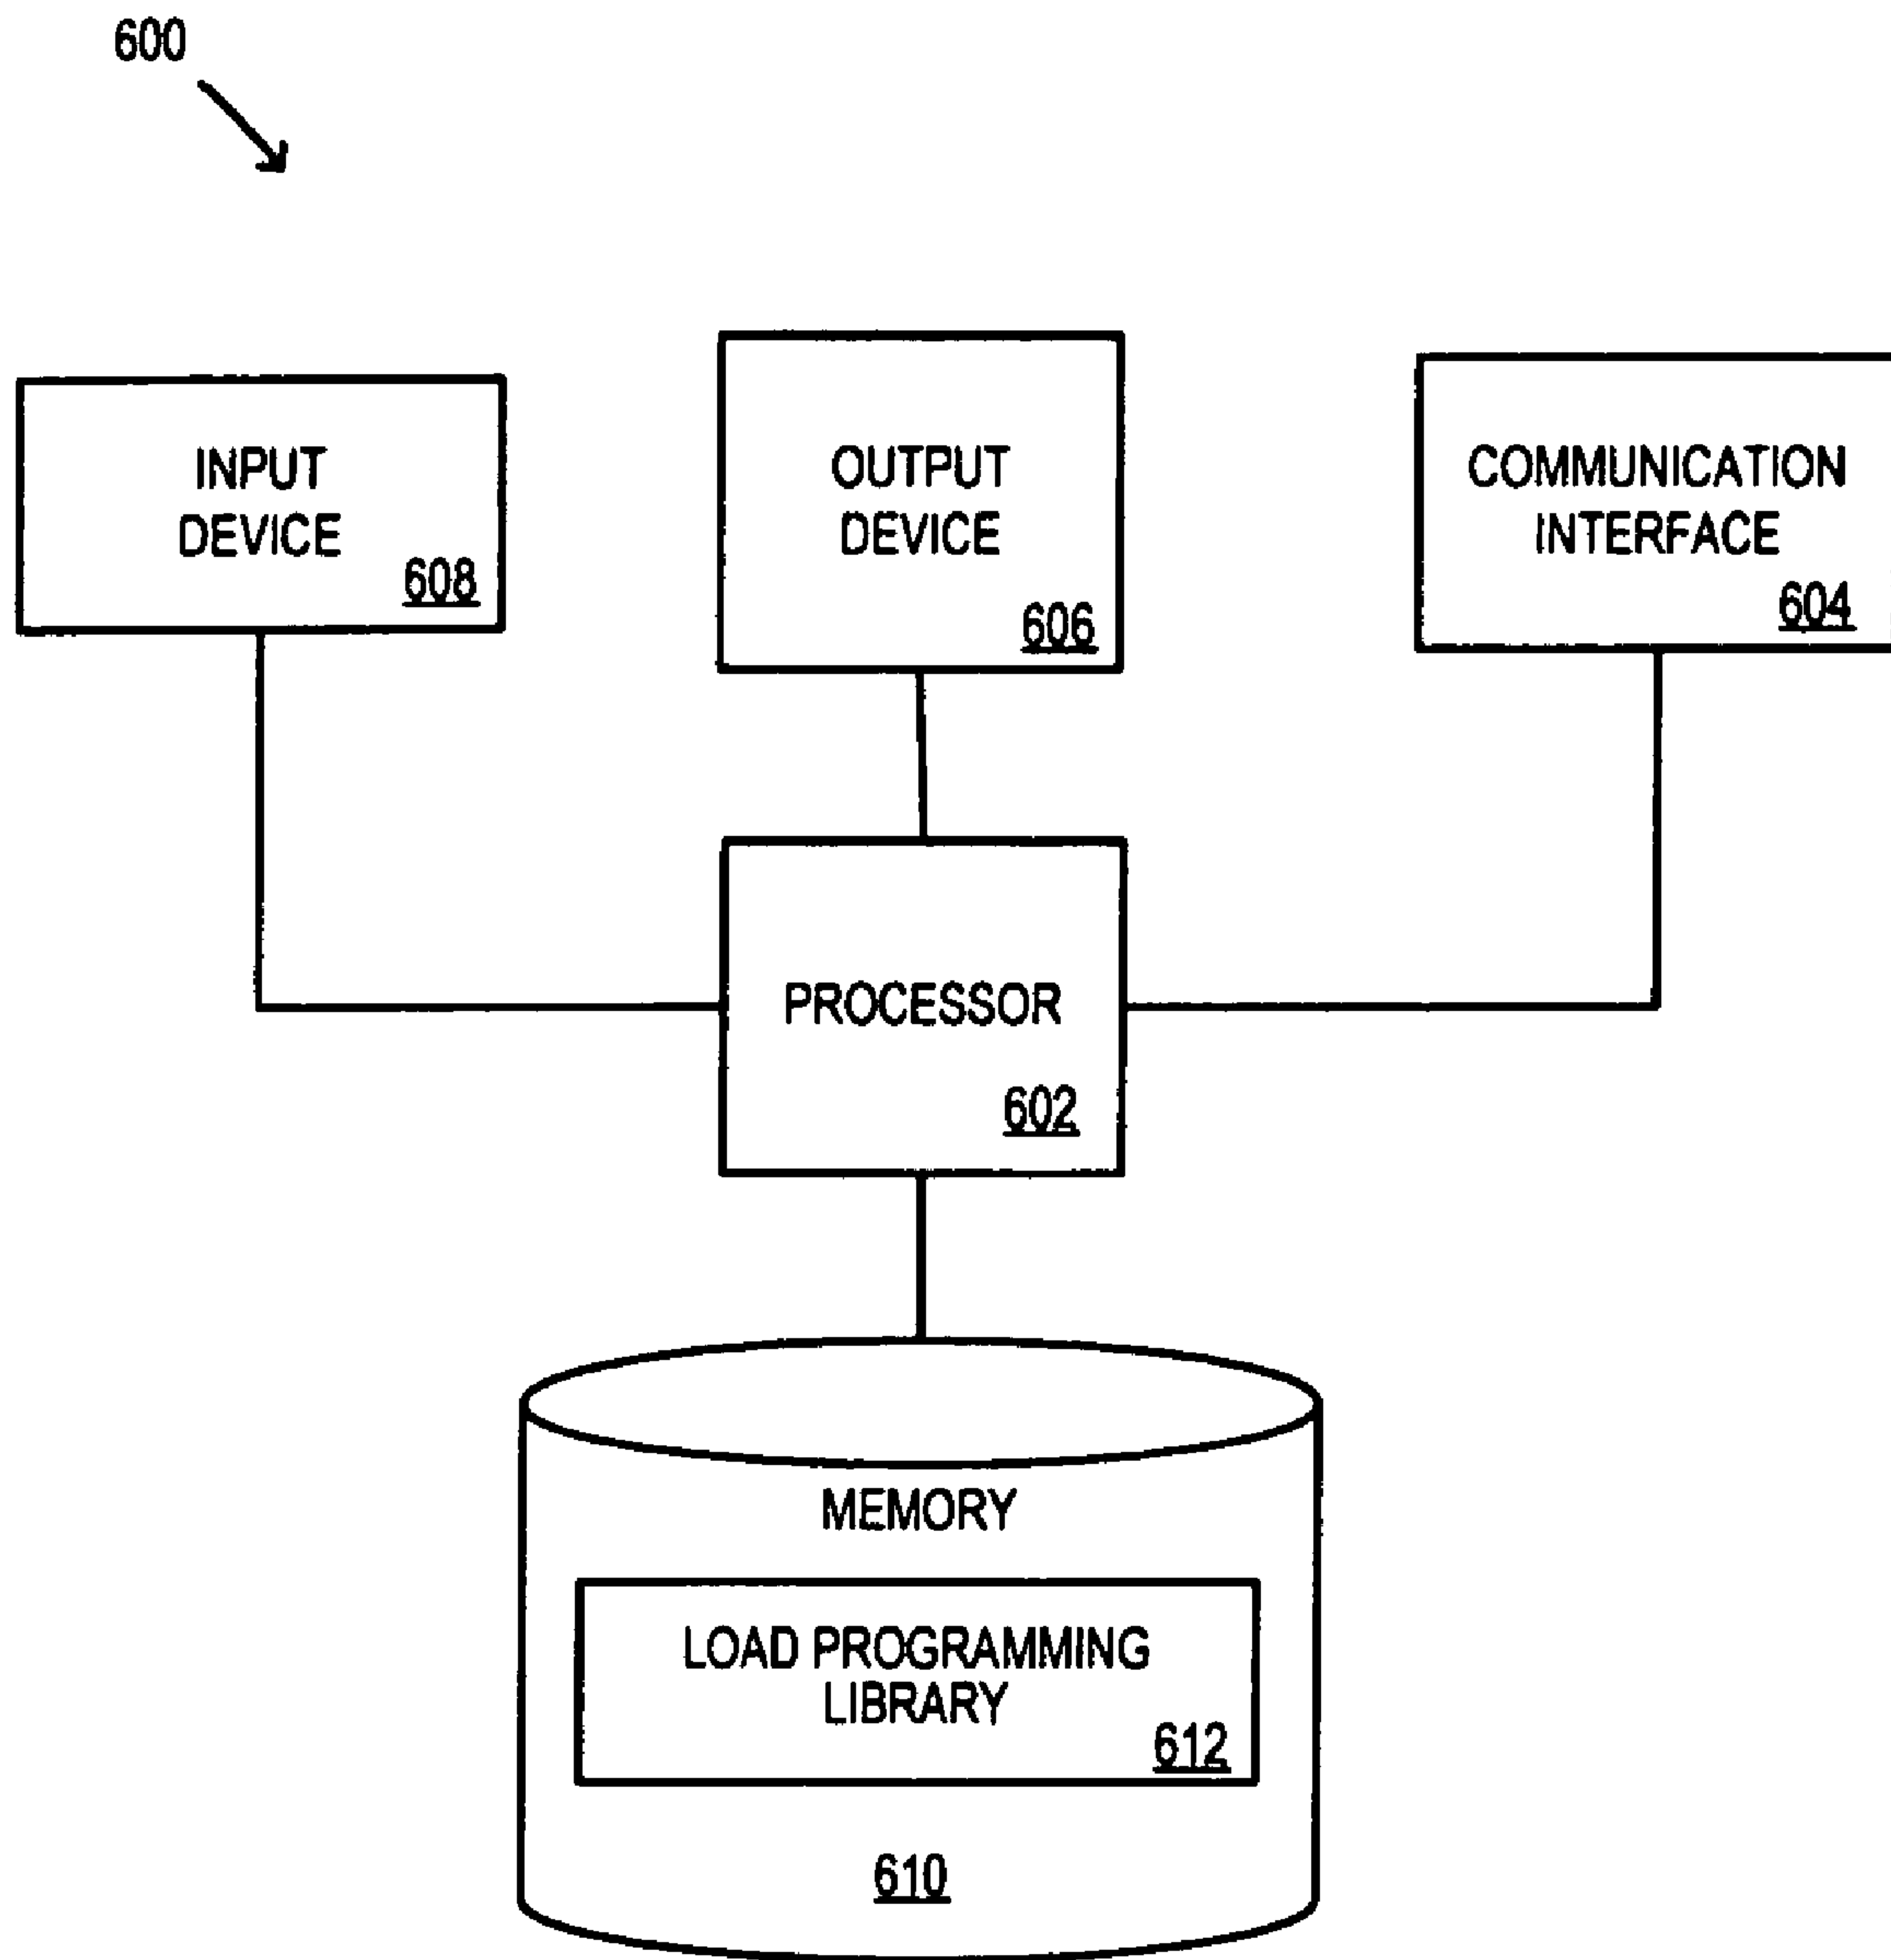 600
INPUT
DEVICE
608
OUTPUT
DEVICE
606
COMMUNICATION
INTERFACE
604
PROCESSOR
602
MEMORY
LOAD PROGRAMMING
LIBRARY
612
610